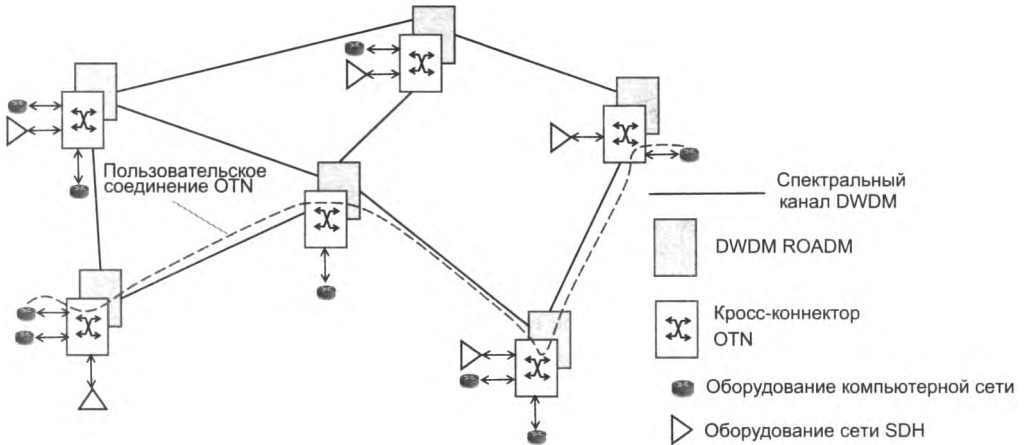 Пользовательское
соединение OTN
Спектральный
канал DWDM
DWDM ROADM
Кросс-коннектор
OTN
Оборудование компьютерной сети
Оборудование сети SDH